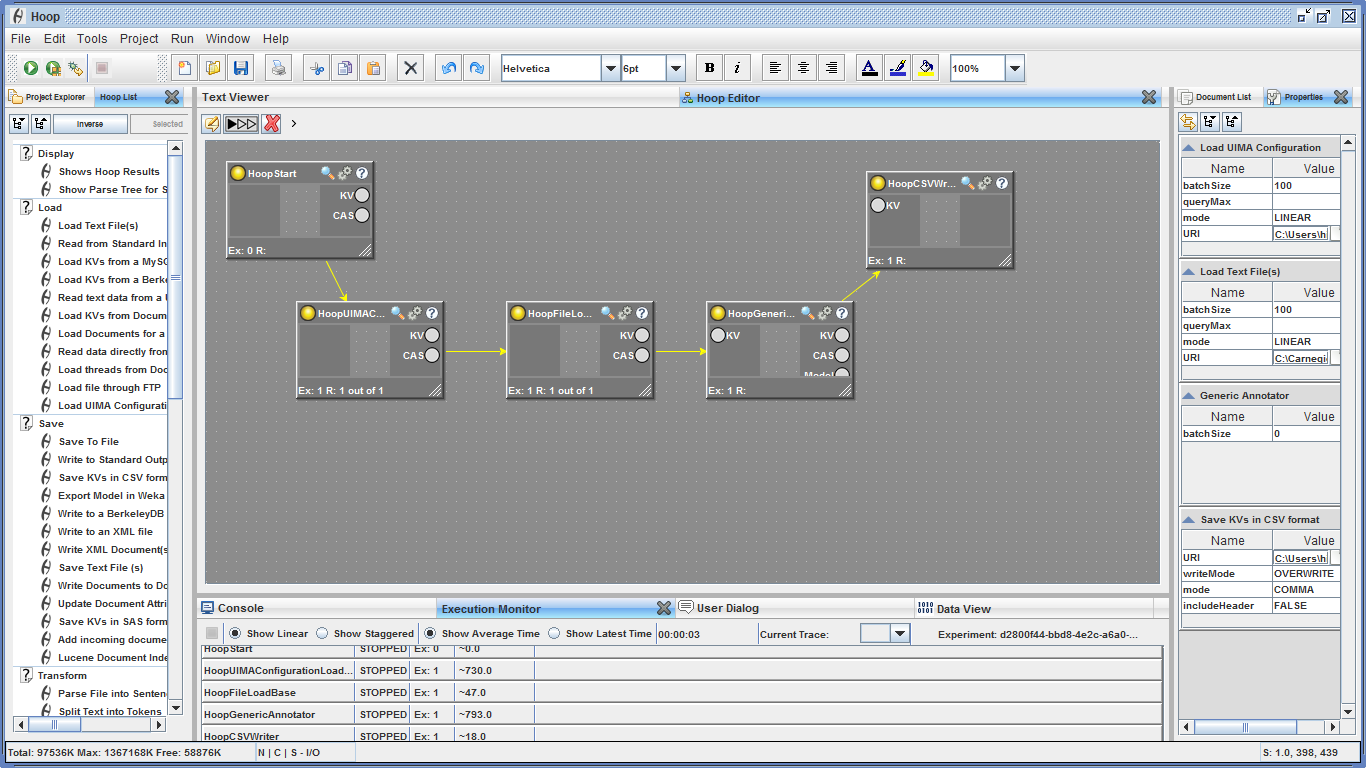 Hoop
File Edit Tools Project Run Window Help
Helvetica 6pt B i A 100%
Project Explorer Hoop List
Inverse Selected
Display
Shows Hoop Results
Show Parse Tree for S
Load
Load Text File(s)
Read from Standard In
Load KVs from a MySQ
Load KVs from a Berke
Read text data from a
Load KVs from Docum
Load Documents for a
Read data directly from
Load threads from Doc
Load file through FTP
Load UIMA Configurati
Save
Save To File
Write to Standard Outp
Save KVs in CSV form
Export Model in Weka
Write to a BerkeleyDB
Write to an XML file
Write XML Document(s
Save Text File (s)
Write Documents to Do
Update Document Attri
Save KVs in SAS form
Add incoming docume
Lucene Document Inde
Transform
Parse File into Senten
Split Text into Tokens
Text Viewer Hoop Editor
>
HoopStart ?
KV
CAS
Ex: 0 R:
HoopCSVWr... ?
KV
Ex: 1 R:
HoopUIMAC... ?
KV
CAS
Ex: 1 R: 1 out of 1
HoopFileLo... ?
KV
CAS
Ex: 1 R: 1 out of 1
HoopGeneri... ?
KV KV
CAS
Model
Ex: 1 R:
Console Execution Monitor User Dialog Data View
Show Linear Show Staggered Show Average Time Show Latest Time 00:00:03 Current Trace: Experiment: d2800f44-bbd8-4e2c-a6a0-...
HoopStart STOPPED Ex: 0 ~0.0
HoopUIMAConfigurationLoad... STOPPED Ex: 1 ~730.0
HoopFileLoadBase STOPPED Ex: 1 ~47.0
HoopGenericAnnotator STOPPED Ex: 1 ~793.0
HoopCSVWriter STOPPED Ex: 1 ~18.0
Document List Properties
Load UIMA Configuration
Name Value
batchSize 100
queryMax
mode LINEAR
URI C:\Users\h
Load Text File(s)
Name Value
batchSize 100
queryMax
mode LINEAR
URI C:\Carnegi
Generic Annotator
Name Value
batchSize 0
Save KVs in CSV format
Name Value
URI C:\Users\h
writeMode OVERWRITE
mode COMMA
includeHeader FALSE
Total: 97536K Max: 1367168K Free: 58876K N | C | S - I/O S: 1.0, 398, 439